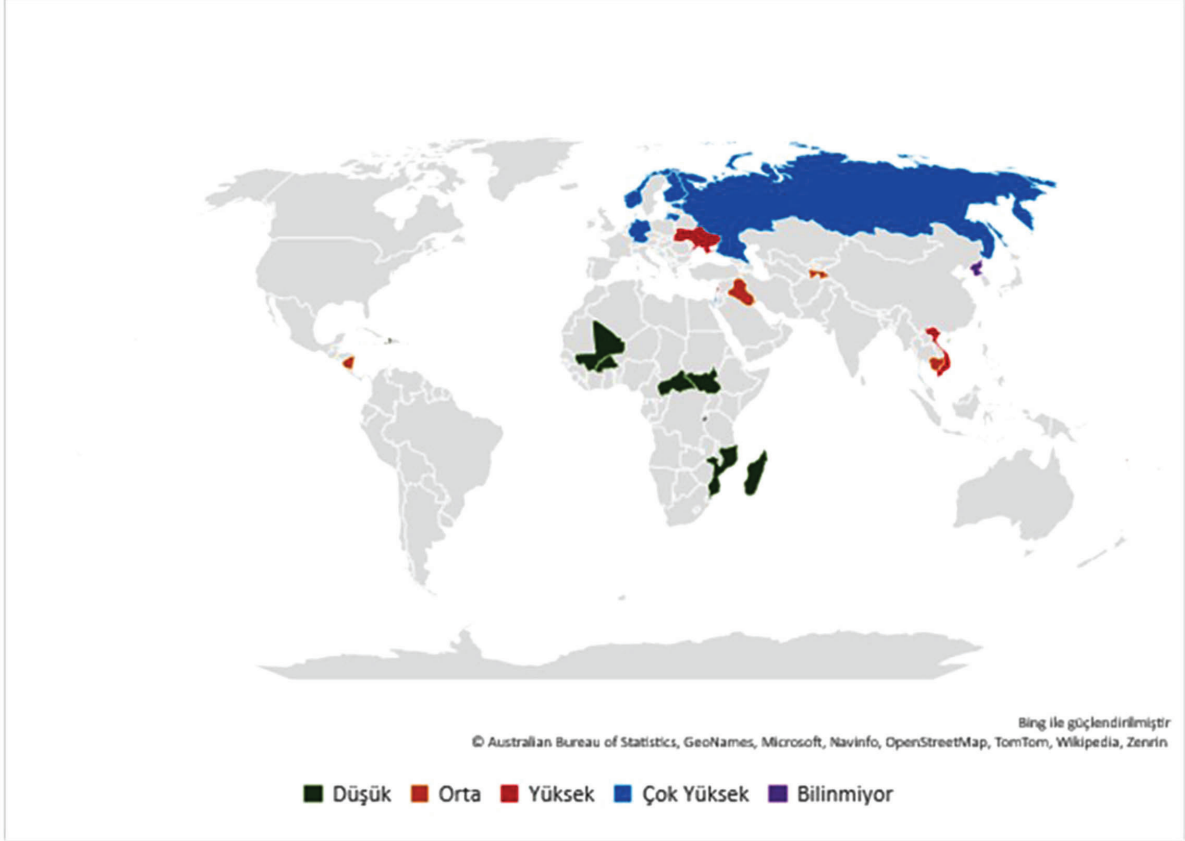 Bing ile güçlendirilmiştir
© Australian Bureau of Statistics, GeoNames, Microsoft, Navinfo, OpenStreetMap, TomTom, Wikipedia, Zenrin
Düşük Orta Yüksek Çok Yüksek Bilinmiyor